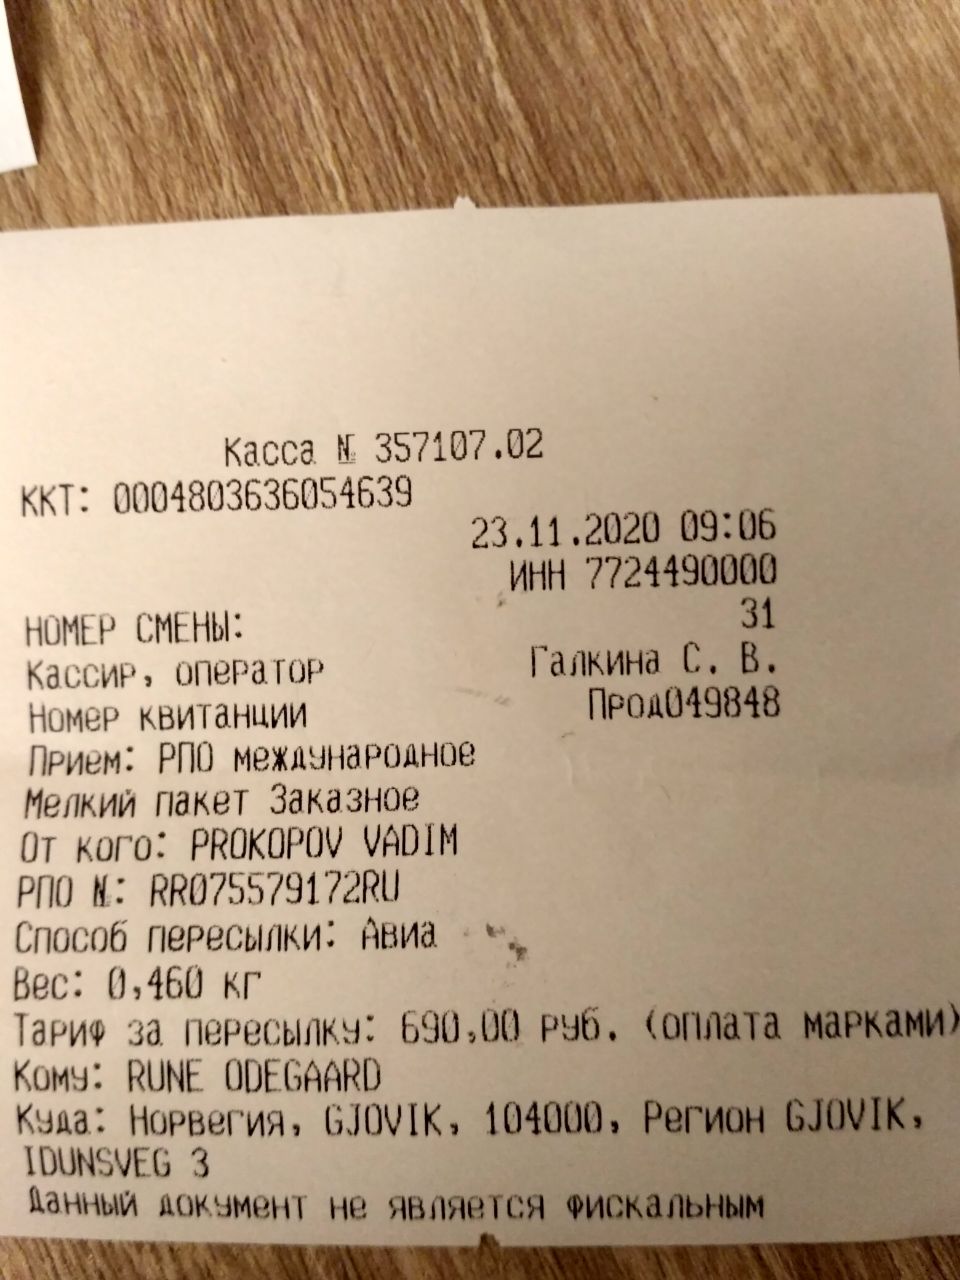 Касса № 357107.02
ККТ: 0004803636054639
23.11.2020 09:06
ИНН 7724490000
НОМЕР СМЕНЫ: 31
Кассир, оператор Галкина С. В.
Номер квитанции Прод049848
Прием: РПО международное
Мелкий пакет Заказное
От кого: PROKOPOV VADIM
РПО №: RR075579172RU
Способ пересылки: Авиа
Вес: 0,460 кг
Тариф за пересылку: 690,00 руб. (оплата марками)
Кому: RUNE ODEGAARD
Куда: Норвегия, GJOVIK, 104000, Регион GJOVIK,
IDUNSVEG 3
Данный документ не является фискальным